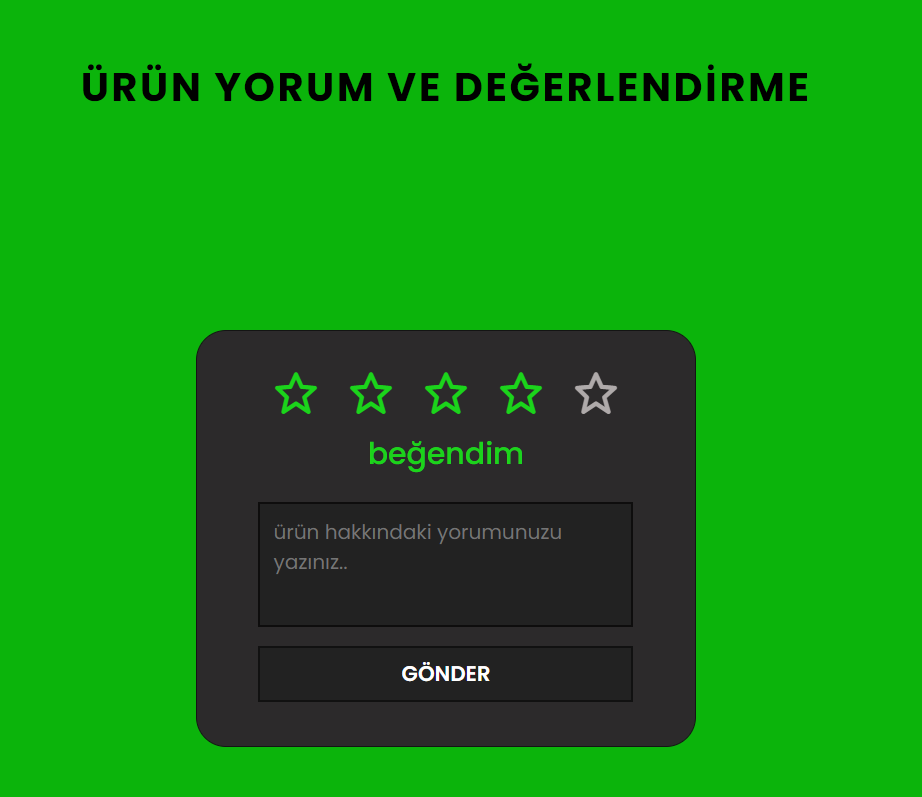 ÜRÜN YORUM VE DEĞERLENDİRME
beğendim
ürün hakkındaki yorumunuzu
yazınız..
GÖNDER